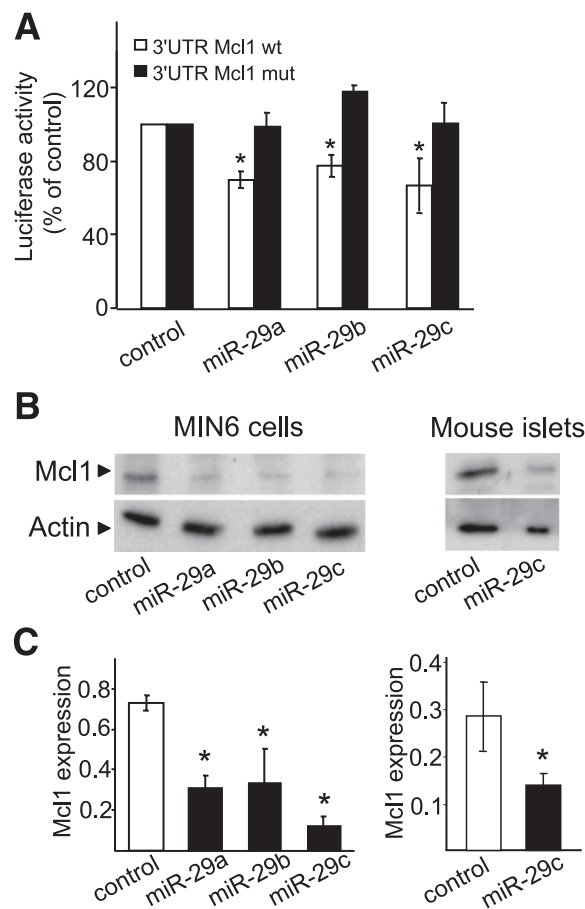 A
3'UTR Mcl1 wt
3'UTR Mcl1 mut
Luciferase activity
(% of control)
120
80
40
0
*
*
*
control
miR-29a
miR-29b
miR-29c
B
MIN6 cells
Mouse islets
Mcl1
Actin
control
miR-29a
miR-29b
miR-29c
control
miR-29c
C
Mcl1 expression
0.8
0.6
0.4
0.2
*
*
*
control
miR-29a
miR-29b
miR-29c
Mcl1 expression
0.4
0.3
0.2
0.1
*
control
miR-29c